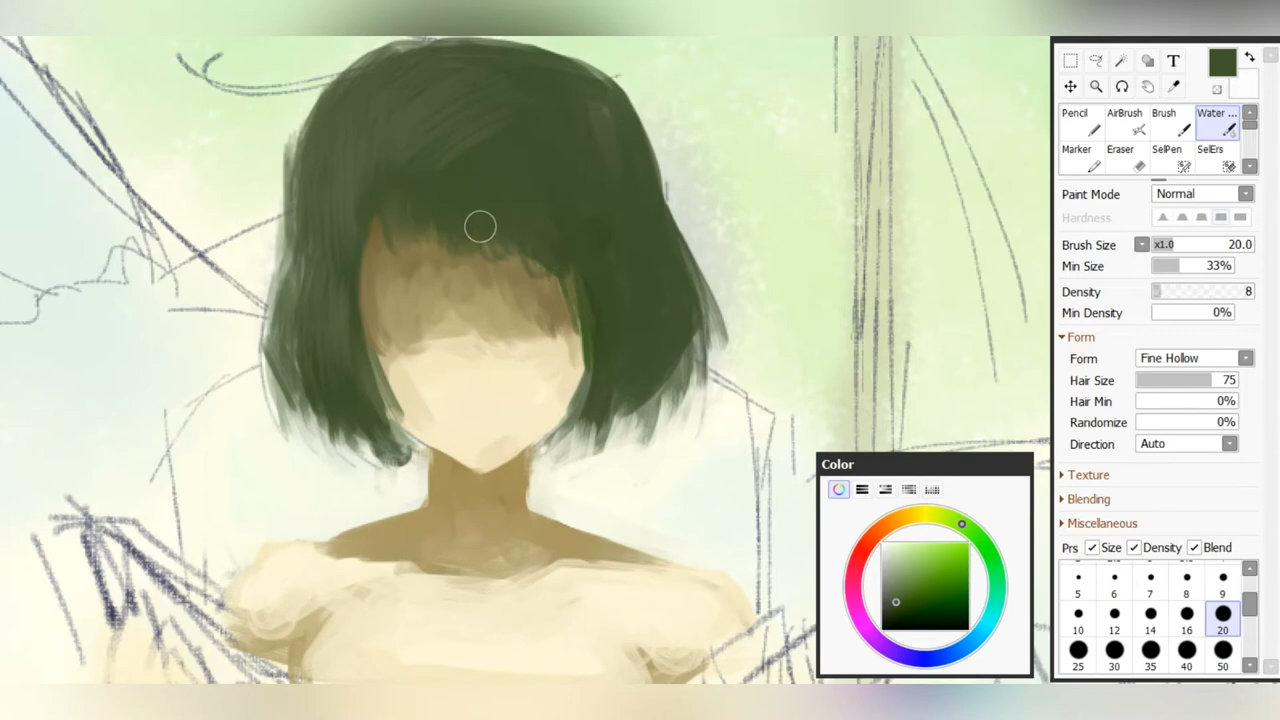 T
Pencil AirBrush Brush Water ...
Marker Eraser SelPen SelErs
Paint Mode Normal
Hardness
Brush Size x1.0 20.0
Min Size 33%
Density 8
Min Density 0%
Form
Form Fine Hollow
Hair Size 75
Hair Min 0%
Randomize 0%
Direction Auto
Texture
Blending
Miscellaneous
Prs Size Density Blend
5 6 7 8 9
10 12 14 16 20
25 30 35 40 50
Color